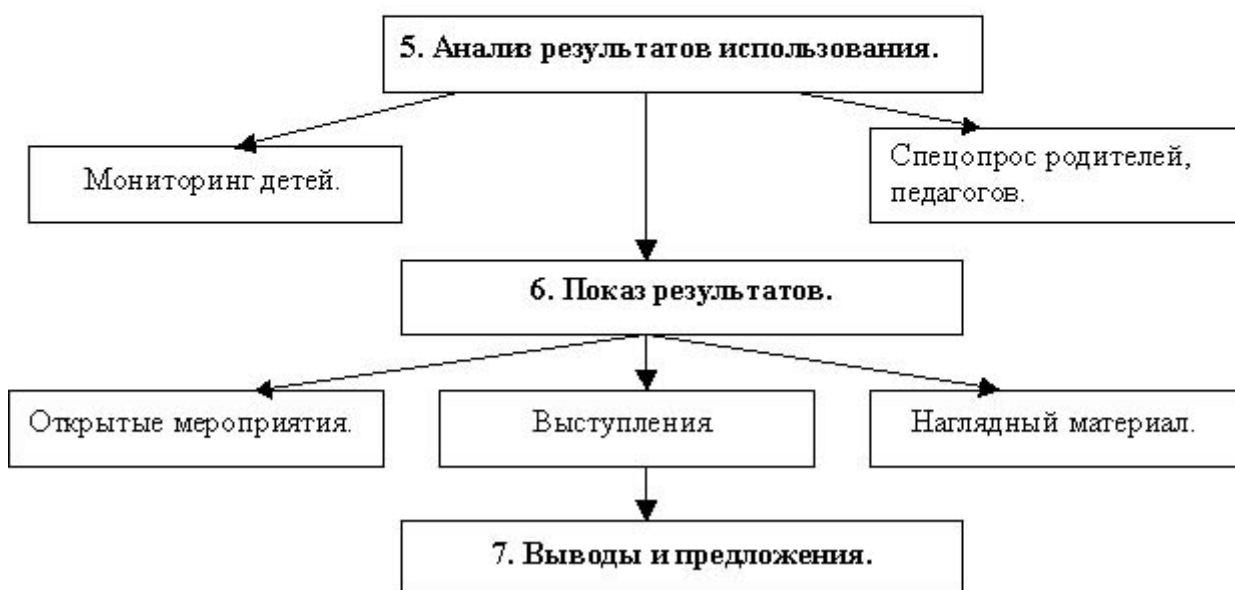 5. Анализ результатов использования.
Мониторинг детей.
Спецопрос родителей,
педагогов.
6. Показ результатов.
Открытые мероприятия.
Выступления
Наглядный материал.
7. Выводы и предложения.